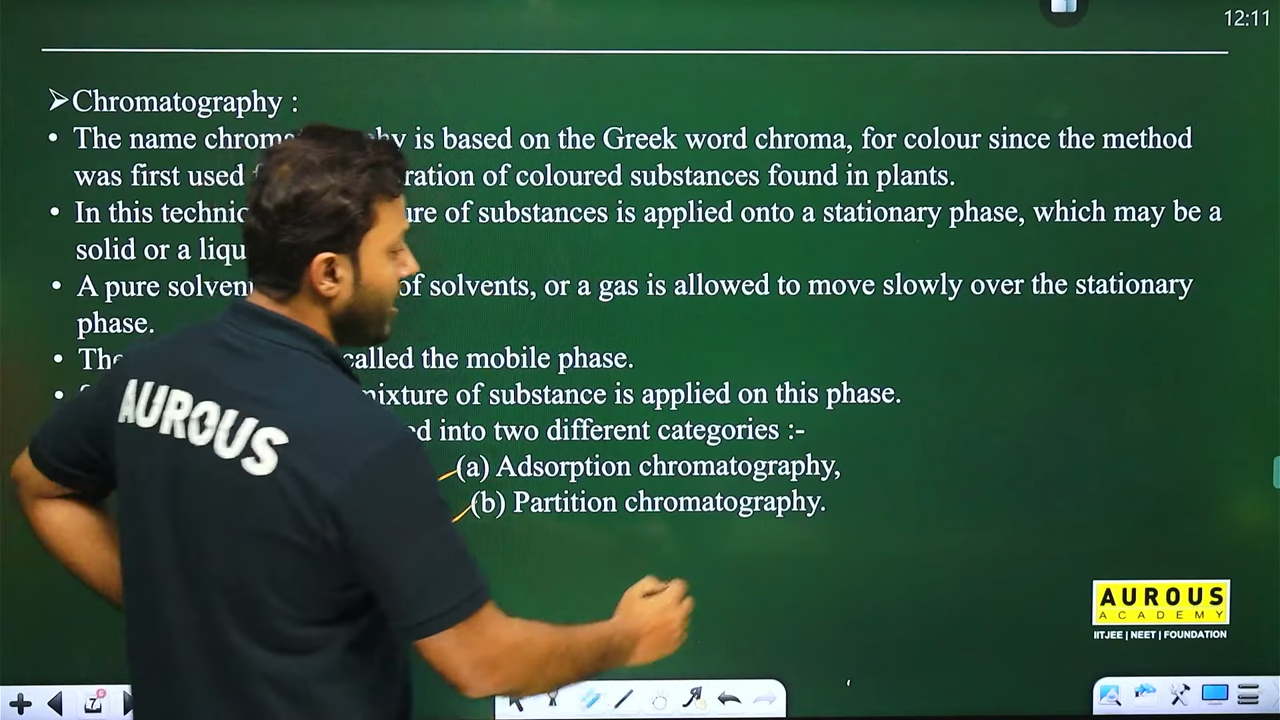 12:11
➢Chromatography :
• The name chroma hy is based on the Greek word chroma, for colour since the method
was first used ration of coloured substances found in plants.
• In this technic ure of substances is applied onto a stationary phase, which may be a
solid or a liqu
• A pure solven of solvents, or a gas is allowed to move slowly over the stationary
phase.
• The called the mobile phase.
• mixture of substance is applied on this phase.
ed into two different categories :-
(a) Adsorption chromatography,
(b) Partition chromatography.
AUROUS
AUROUS
ACADEMY
IITJEE | NEET | FOUNDATION
7